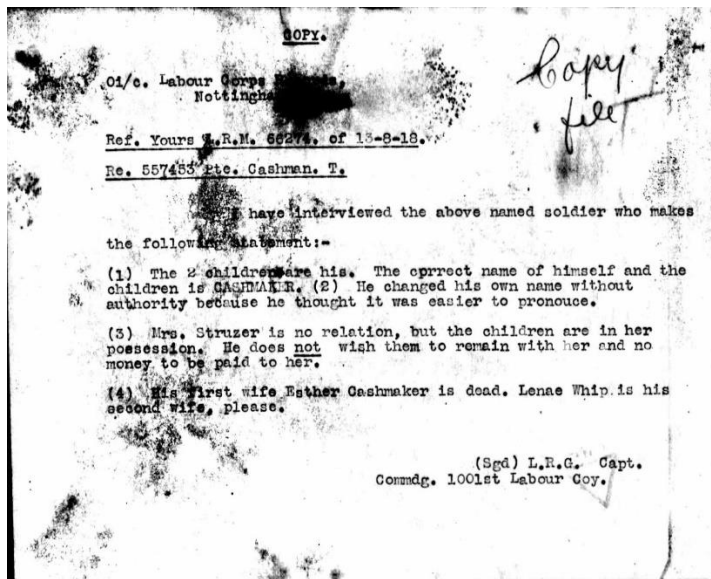 COPY.
Copy
file
Oi/c. Labour Corps
Nottingham
Ref. Yours .R.M. 66274. of 13-8-18.
Re. 557453 Pte. Cashman. T.
I have interviewed the above named soldier who makes
the following statement:-
(1) The 2 children are his. The cprrect name of himself and the
children is CASHMAKER. (2) He changed his own name without
authority because he thought it was easier to pronouce.
(3) Mrs. Struzer is no relation, but the children are in her
possession. He does not wish them to remain with her and no
money to be paid to her.
(4) His first wife Esther Cashmaker is dead. Lenae Whip is his
second wife, please.
(Sgd) L.R.G. Capt.
Commdg. 1001st Labour Coy.